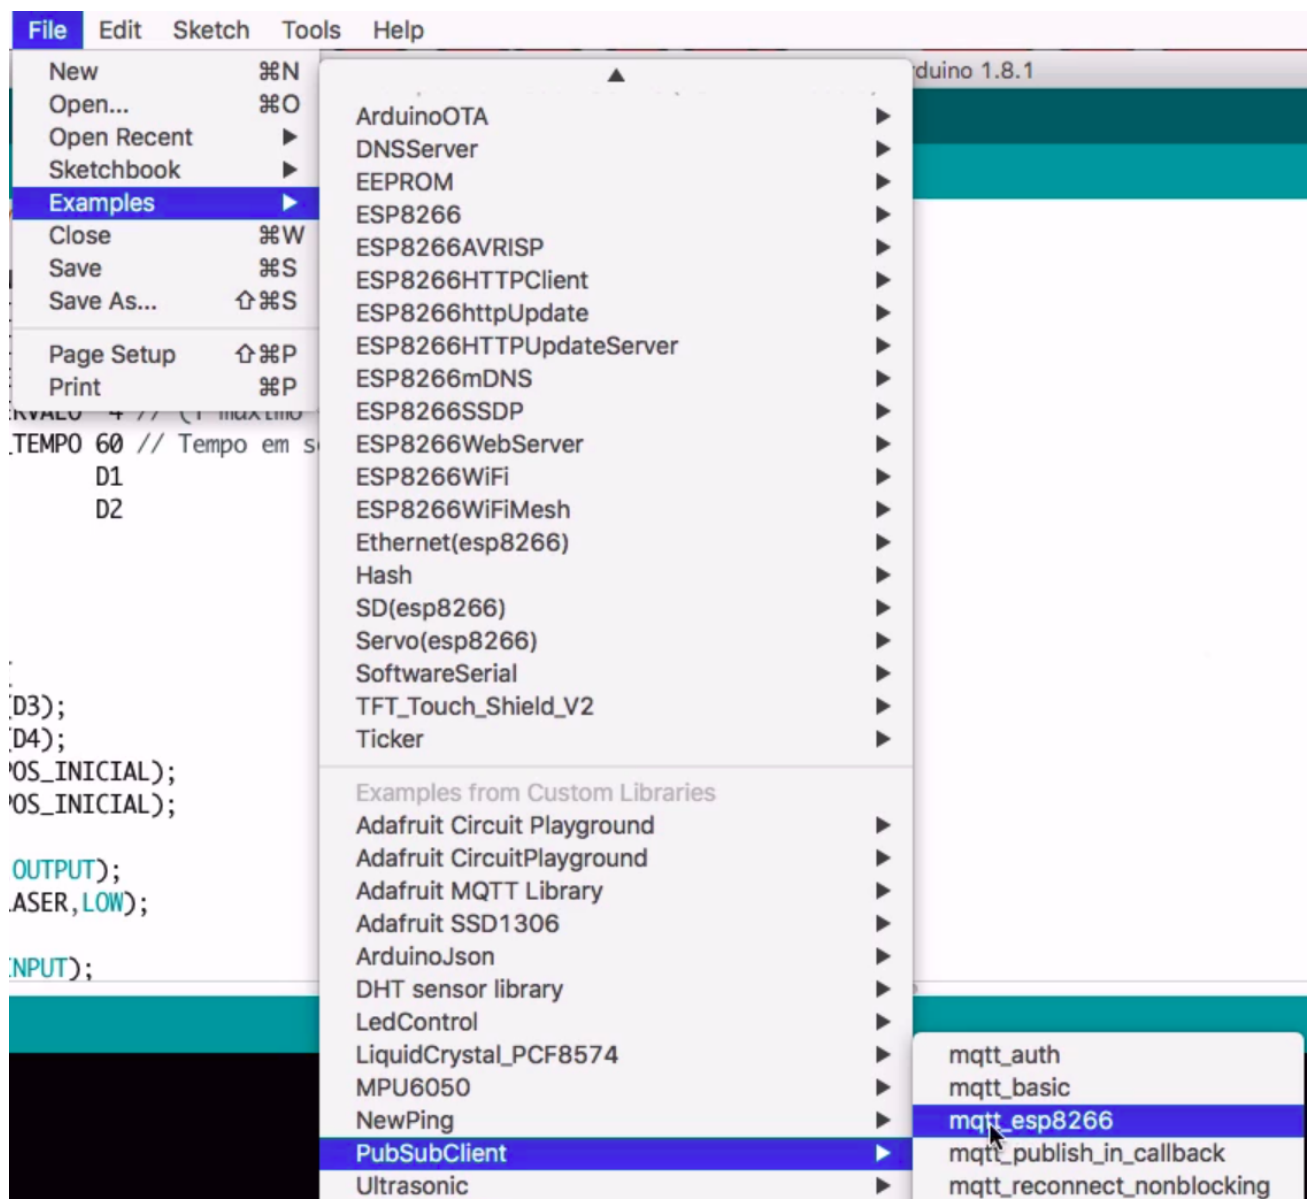 File Edit Sketch Tools Help
duino 1.8.1
New ⌘N
Open... ⌘O
Open Recent ▶
Sketchbook ▶
Examples ▶
Close ⌘W
Save ⌘S
Save As... ⇧⌘S
Page Setup ⇧⌘P
Print ⌘P
▲
ArduinoOTA ▶
DNSServer ▶
EEPROM ▶
ESP8266 ▶
ESP8266AVRISP ▶
ESP8266HTTPClient ▶
ESP8266httpUpdate ▶
ESP8266HTTPUpdateServer ▶
ESP8266mDNS ▶
ESP8266SSDP ▶
ESP8266WebServer ▶
ESP8266WiFi ▶
ESP8266WiFiMesh ▶
Ethernet(esp8266) ▶
Hash ▶
SD(esp8266) ▶
Servo(esp8266) ▶
SoftwareSerial ▶
TFT_Touch_Shield_V2 ▶
Ticker ▶
Examples from Custom Libraries
Adafruit Circuit Playground ▶
Adafruit CircuitPlayground ▶
Adafruit MQTT Library ▶
Adafruit SSD1306 ▶
ArduinoJson ▶
DHT sensor library ▶
LedControl ▶
LiquidCrystal_PCF8574 ▶
MPU6050 ▶
NewPing ▶
PubSubClient ▶
Ultrasonic ▶
mqtt_auth
mqtt_basic
mqtt_esp8266
mqtt_publish_in_callback
mqtt_reconnect_nonblocking
_TEMPO 60 // Tempo em s
D1
D2
(D3);
(D4);
POS_INICIAL);
POS_INICIAL);
OUTPUT);
ASER,LOW);
NPUT);